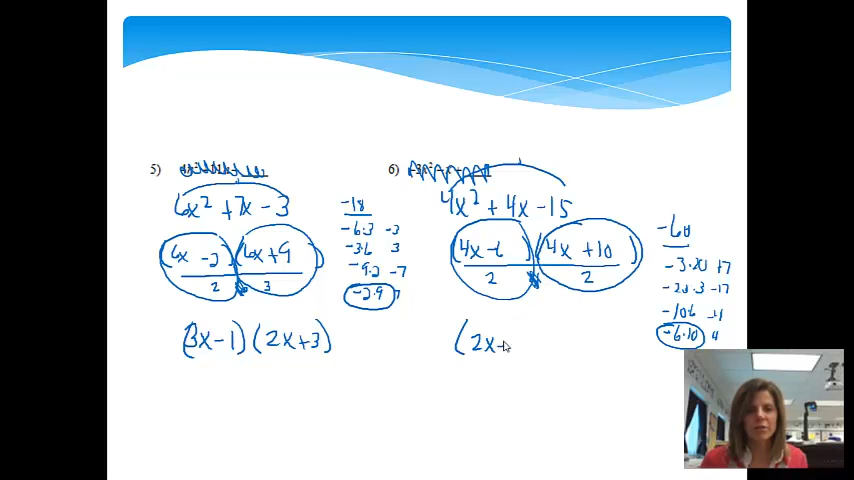 5)
6x² + 7x - 3
-18
-6·3 -3
-3·6 3
-9·2 -7
-2·9 7
(6x - 2)(6x + 9)
2 3
(3x - 1)(2x + 3)
6)
4x² + 4x - 15
-60
-3·20 +7
-20·3 -17
-10·6 -4
-6·10 4
(4x - 6)(4x + 10)
2 2
(2x -